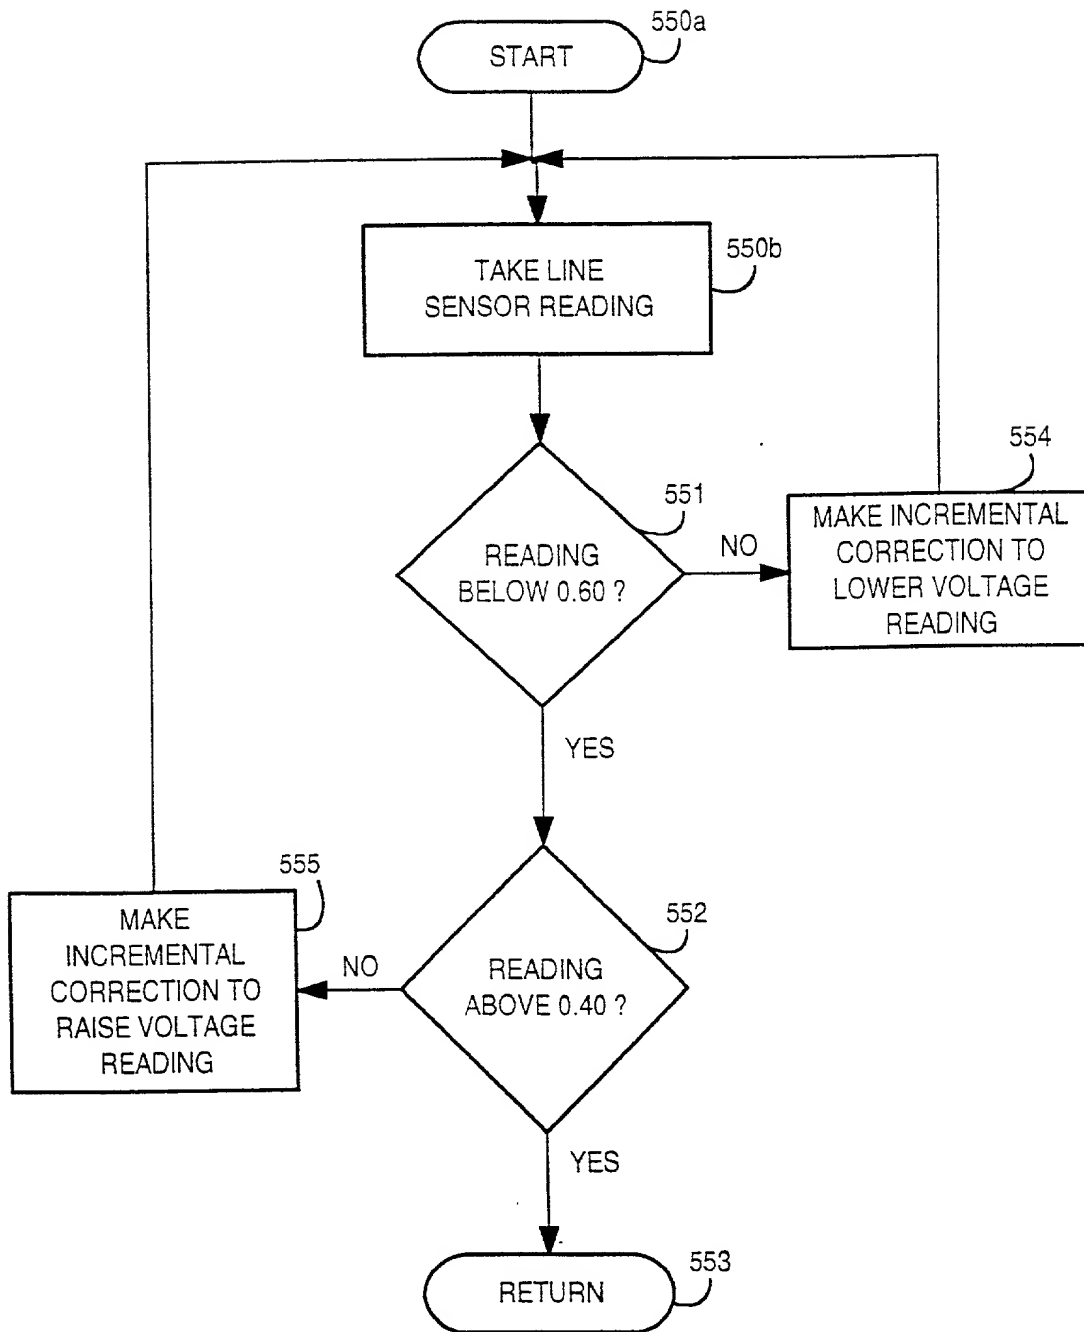 START
550a
TAKE LINE
SENSOR READING
550b
READING
BELOW 0.60 ?
551
NO
MAKE INCREMENTAL
CORRECTION TO
LOWER VOLTAGE
READING
554
YES
READING
ABOVE 0.40 ?
552
NO
MAKE
INCREMENTAL
CORRECTION TO
RAISE VOLTAGE
READING
555
YES
RETURN
553